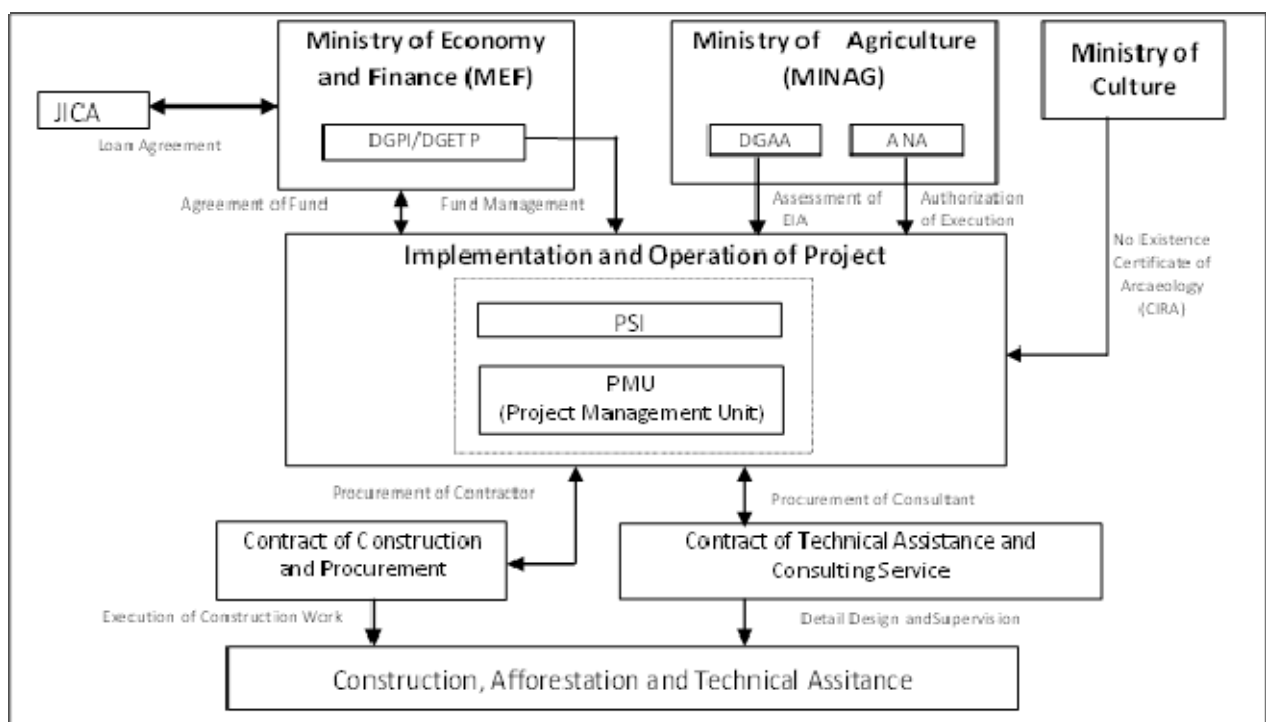 Ministry of Economy
and Finance (MEF)
Ministry of Agriculture
(MINAG)
Ministry of
Culture
JICA
Loan Agreement
DGPI/DGETP
DGAA
ANA
Agreement of Fund
Fund Management
Assessment of
EIA
Authorization
of Execution
No Existence
Certificate of
Arcaeology
(CIRA)
Implementation and Operation of Project
PSI
PMU
(Project Management Unit)
Procurement of Contractor
Procurement of Consultant
Contract of Construction
and Procurement
Contract of Technical Assistance and
Consulting Service
Execution of Construction Work
Detail Design and Supervision
Construction, Afforestation and Technical Assitance